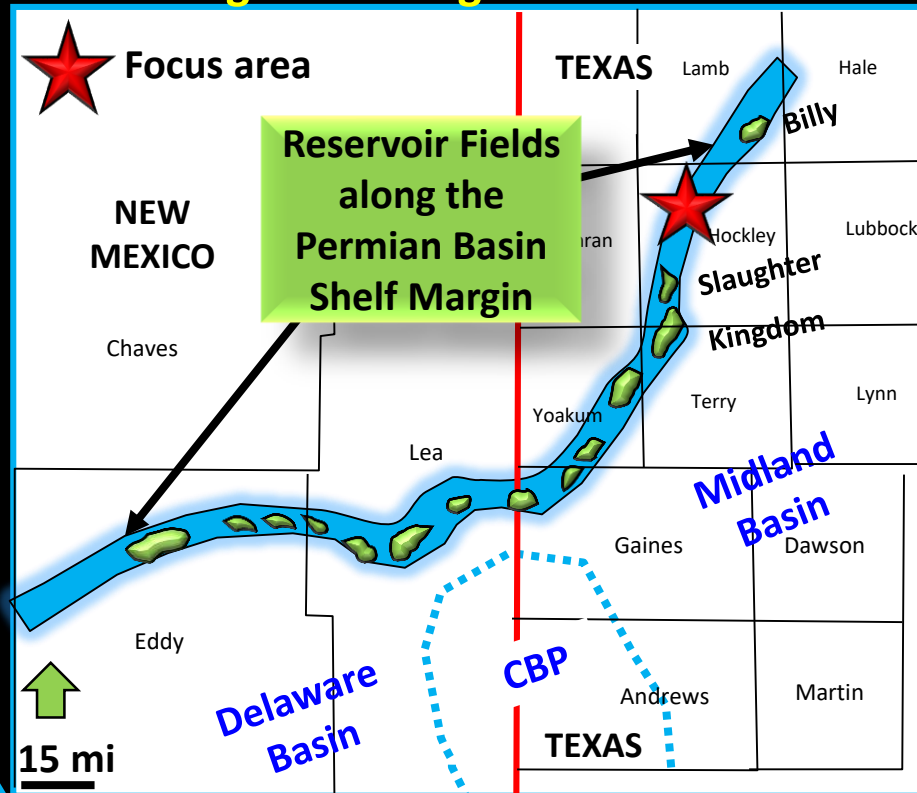 Focus area
TEXAS
Lamb
Hale
Billy
Reservoir Fields
along the
Permian Basin
Shelf Margin
NEW
MEXICO
Hockley
Lubbock
Slaughter
Kingdom
Chaves
Yoakum
Terry
Lynn
Lea
Midland
Basin
Gaines
Dawson
Eddy
CBP
Delaware
Basin
Andrews
Martin
TEXAS
15 mi